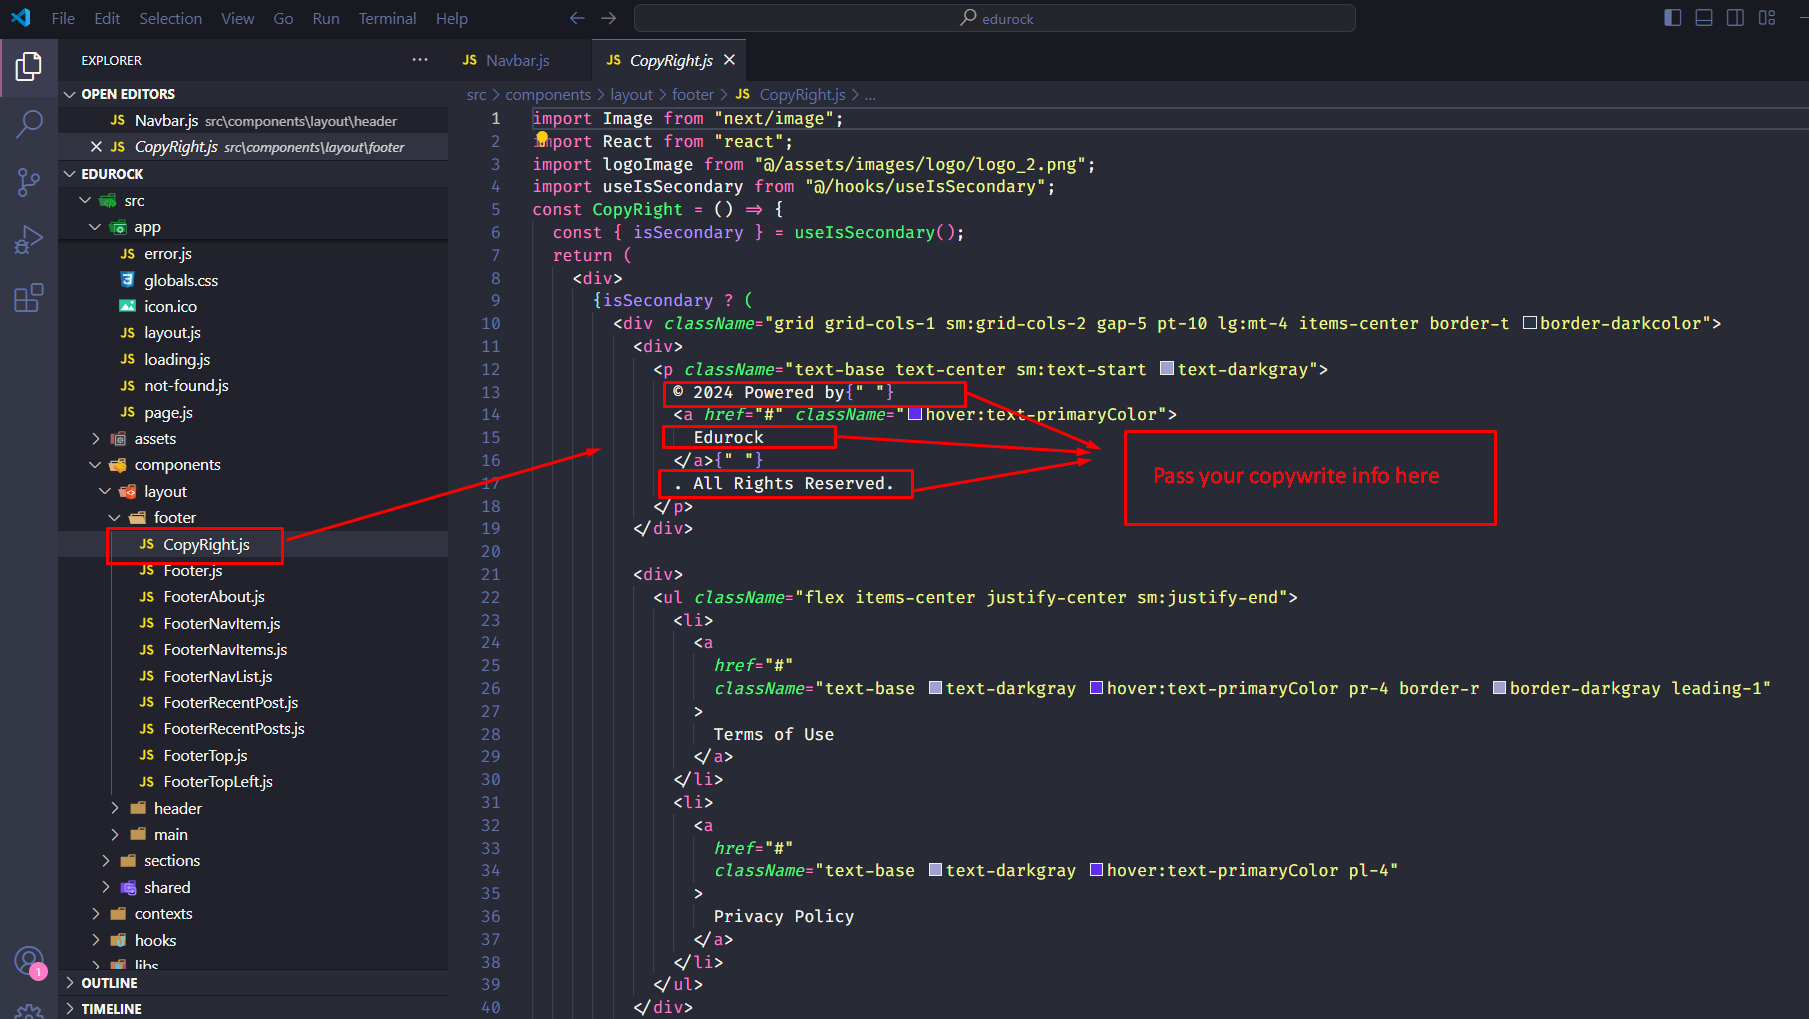 File Edit Selection View Go Run Terminal Help
edurock
EXPLORER
OPEN EDITORS
JS Navbar.js src\components\layout\header
JS CopyRight.js src\components\layout\footer
EDUROCK
src
app
JS error.js
globals.css
icon.ico
JS layout.js
JS loading.js
JS not-found.js
JS page.js
assets
components
layout
footer
JS CopyRight.js
JS Footer.js
JS FooterAbout.js
JS FooterNavItem.js
JS FooterNavItems.js
JS FooterNavList.js
JS FooterRecentPost.js
JS FooterRecentPosts.js
JS FooterTop.js
JS FooterTopLeft.js
header
main
sections
shared
contexts
hooks
libs
OUTLINE
TIMELINE
1
JS Navbar.js
JS CopyRight.js
src > components > layout > footer > JS CopyRight.js > ...
1 import Image from "next/image";
2 import React from "react";
3 import logoImage from "@/assets/images/logo/logo_2.png";
4 import useIsSecondary from "@/hooks/useIsSecondary";
5 const CopyRight = () => {
6 const { isSecondary } = useIsSecondary();
7 return (
8 <div>
9 {isSecondary ? (
10 <div className="grid grid-cols-1 sm:grid-cols-2 gap-5 pt-10 lg:mt-4 items-center border-t border-darkcolor">
11 <div>
12 <p className="text-base text-center sm:text-start text-darkgray">
13 © 2024 Powered by{" "}
14 <a href="#" className="hover:text-primaryColor">
15 Edurock
16 </a>{" "}
17 . All Rights Reserved.
18 </p>
19 </div>
20
21 <div>
22 <ul className="flex items-center justify-center sm:justify-end">
23 <li>
24 <a
25 href="#"
26 className="text-base text-darkgray hover:text-primaryColor pr-4 border-r border-darkgray leading-1"
27 >
28 Terms of Use
29 </a>
30 </li>
31 <li>
32 <a
33 href="#"
34 className="text-base text-darkgray hover:text-primaryColor pl-4"
35 >
36 Privacy Policy
37 </a>
38 </li>
39 </ul>
40 </div>
Pass your copywrite info here